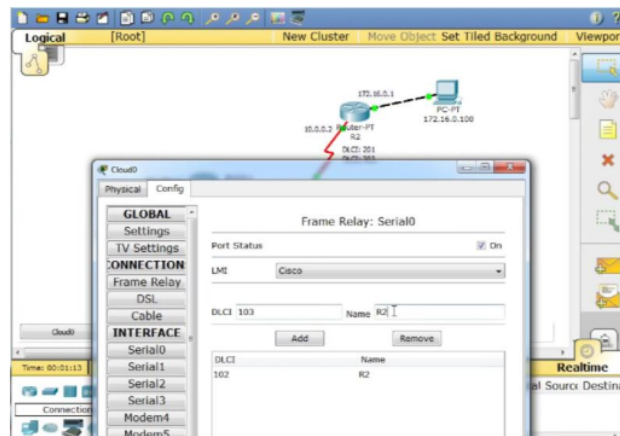 Logical [Root] New Cluster Move Object Set Tiled Background Viewpor
172.16.0.1
PC-PT
172.16.0.100
10.0.0.2 Router-PT
R2
DLCI: 201
Cloud0
Physical Config
GLOBAL
Settings
TV Settings
CONNECTION
Frame Relay
DSL
Cable
INTERFACE
Serial0
Serial1
Serial2
Serial3
Modem4
Modem5
Frame Relay: Serial0
Port Status On
LMI Cisco
DLCI 103 Name R2
Add Remove
DLCI Name
102 R2
Cloud0
Time: 00:01:13
Realtime
Connection
Destina